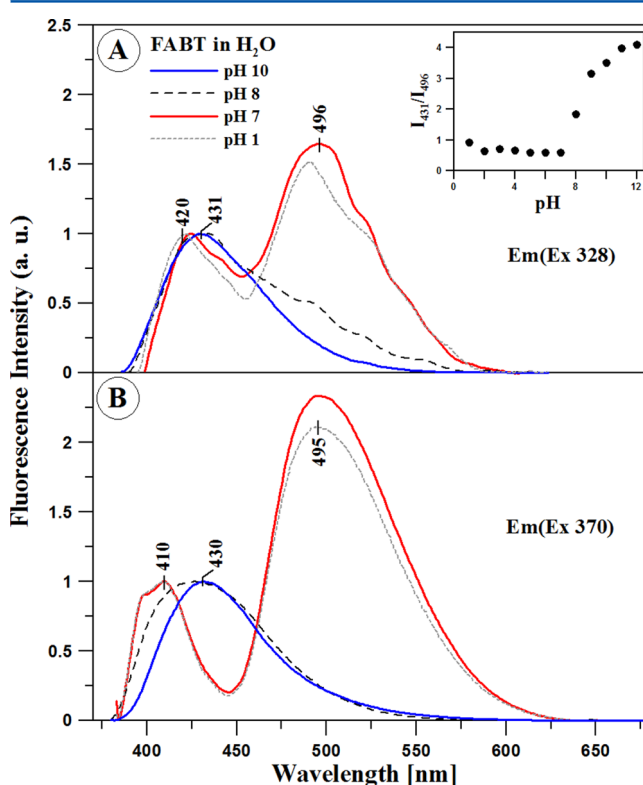 A
FABT in H₂O
pH 10
pH 8
pH 7
pH 1
2.5
2
1.5
1
0.5
0
420
431
496
I₄₃₁/I₄₉₆
4
3
2
1
0
0
4
8
12
pH
Em(Ex 328)
Fluorescence Intensity (a. u.)
B
2
1.5
1
0.5
0
410
430
495
Em(Ex 370)
400
450
500
550
600
650
Wavelength [nm]